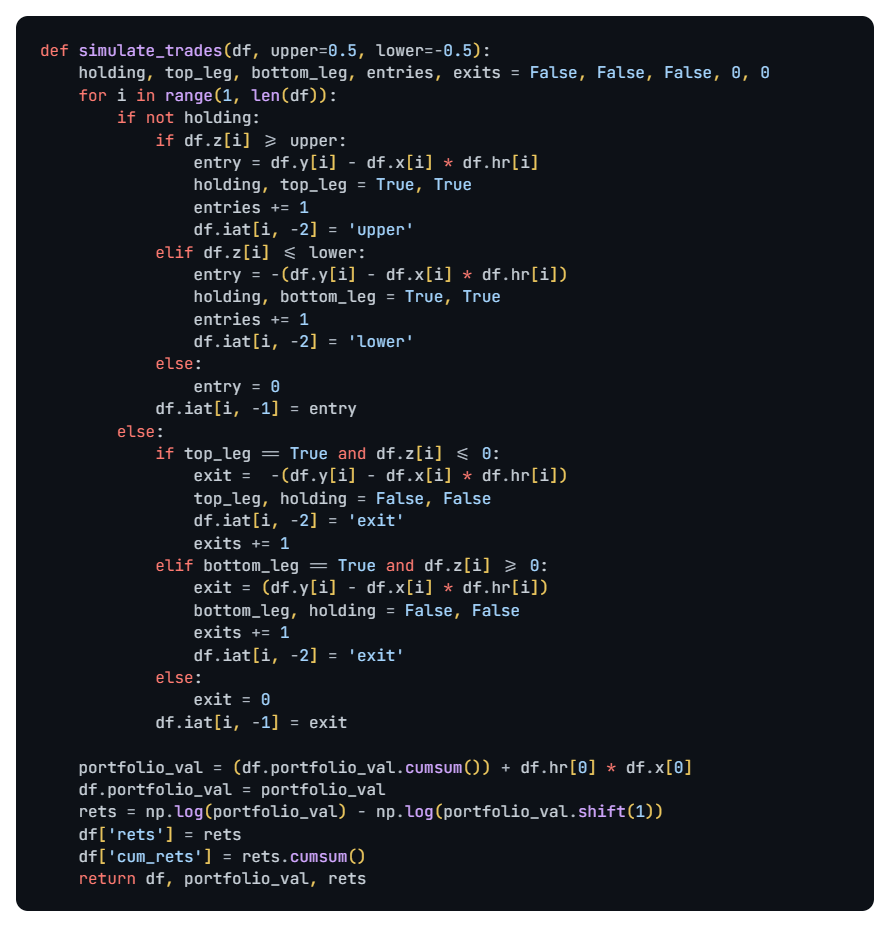 def simulate_trades(df, upper=0.5, lower=-0.5):
    holding, top_leg, bottom_leg, entries, exits = False, False, False, 0, 0
    for i in range(1, len(df)):
        if not holding:
            if df.z[i] >= upper:
                entry = df.y[i] - df.x[i] * df.hr[i]
                holding, top_leg = True, True
                entries += 1
                df.iat[i, -2] = 'upper'
            elif df.z[i] <= lower:
                entry = -(df.y[i] - df.x[i] * df.hr[i])
                holding, bottom_leg = True, True
                entries += 1
                df.iat[i, -2] = 'lower'
            else:
                entry = 0
            df.iat[i, -1] = entry
        else:
            if top_leg == True and df.z[i] <= 0:
                exit =  -(df.y[i] - df.x[i] * df.hr[i])
                top_leg, holding = False, False
                df.iat[i, -2] = 'exit'
                exits += 1
            elif bottom_leg == True and df.z[i] >= 0:
                exit = (df.y[i] - df.x[i] * df.hr[i])
                bottom_leg, holding = False, False
                exits += 1
                df.iat[i, -2] = 'exit'
            else:
                exit = 0
            df.iat[i, -1] = exit

    portfolio_val = (df.portfolio_val.cumsum()) + df.hr[0] * df.x[0]
    df.portfolio_val = portfolio_val
    rets = np.log(portfolio_val) - np.log(portfolio_val.shift(1))
    df['rets'] = rets
    df['cum_rets'] = rets.cumsum()
    return df, portfolio_val, rets